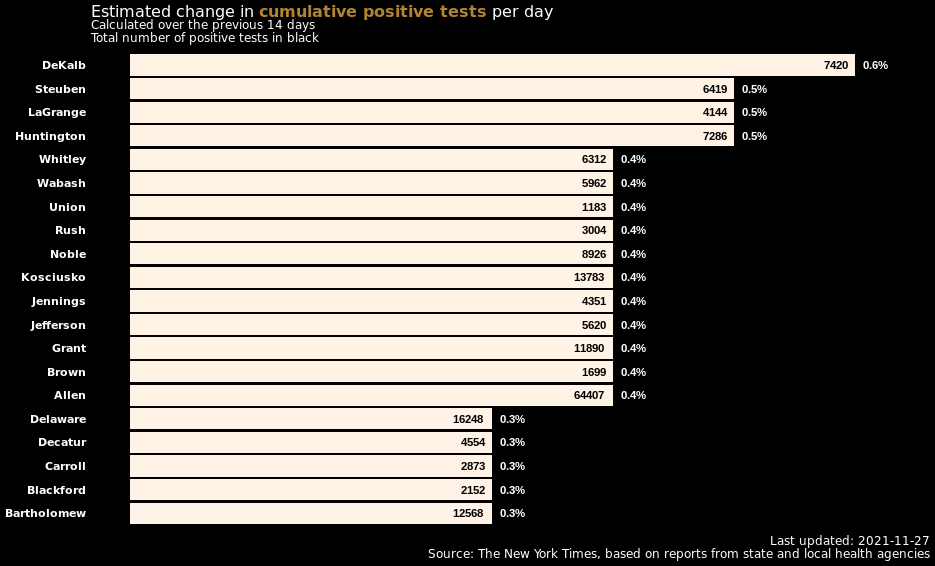 Estimated change in cumulative positive tests per day
Calculated over the previous 14 days
Total number of positive tests in black
DeKalb 7420 0.6%
Steuben 6419 0.5%
LaGrange 4144 0.5%
Huntington 7286 0.5%
Whitley 6312 0.4%
Wabash 5962 0.4%
Union 1183 0.4%
Rush 3004 0.4%
Noble 8926 0.4%
Kosciusko 13783 0.4%
Jennings 4351 0.4%
Jefferson 5620 0.4%
Grant 11890 0.4%
Brown 1699 0.4%
Allen 64407 0.4%
Delaware 16248 0.3%
Decatur 4554 0.3%
Carroll 2873 0.3%
Blackford 2152 0.3%
Bartholomew 12568 0.3%
Last updated: 2021-11-27
Source: The New York Times, based on reports from state and local health agencies